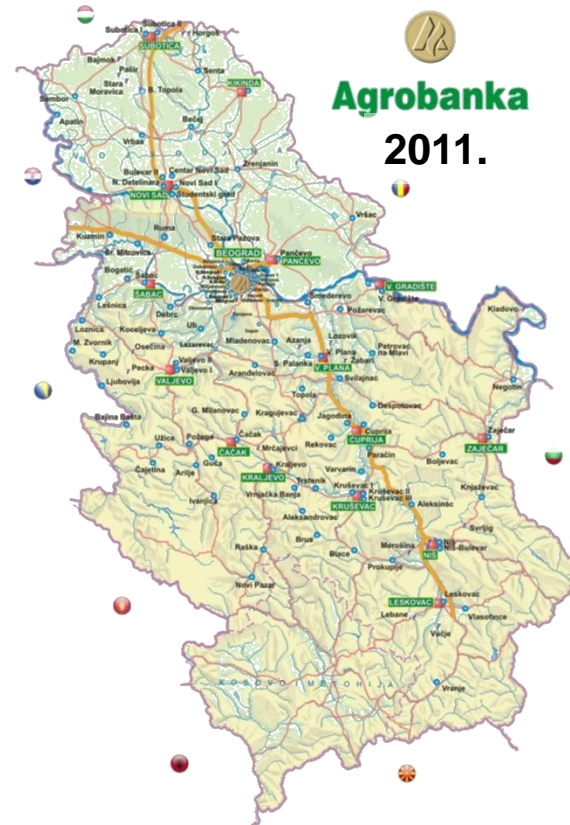 Agrobanka
2011.
Subotica II
Subotica I
Horgoš
SUBOTICA
Bajmok
Pačir
Senta
Stara
Moravica
KIKINDA
B. Topola
Sombor
Apatin
Bečej
Vrbas
V O J V O D I N A
Zrenjanin
Bulevar II
Centar Novi Sad
N. Detelinara
Novi Sad I
NOVI SAD
Studentski grad
Vršac
Ruma
Kuzmin
Stara Pazova
Sr. Mitrovica
BEOGRAD
Pančevo
PANČEVO
Bogatić
Šabac
ŠABAC
V. GRADIŠTE
V. Gradište
Smederevo
Kladovo
Lešnica
Debrc
Požarevac
Loznica
Koceljeva
Ub
Lozovik
M. Zvornik
Osečina
Lazarevac
Mladenovac
Azanja
V. Plana
Petrovac
na Mlavi
Krupanj
Valjevo II
Valjevo I
Pecka
S. Palanka
Žabari
V. PLANA
VALJEVO
Aranđelovac
Svilajnac
Ljubovija
Negotin
Topola
Despotovac
Bajina Bašta
G. Milanovac
Kragujevac
Jagodina
Zaječar
Ćuprija
ĆUPRIJA
Užice
Požega
Čačak
ČAČAK
Mrčajevci
Rekovac
ZAJEČAR
Paraćin
Boljevac
Čajetina
Arilje
Guča
Kraljevo
KRALJEVO
Varvarin
Trstenik
Kruševac I
Kruševac II
Kruševac III
Knjaževac
Ivanjica
Vrnjačka Banja
KRUŠEVAC
Aleksinac
Aleksandrovac
Svrljig
Brus
Merošina
Niš
Niš-Bulevar
NIŠ
Raška
Blace
Prokuplje
Novi Pazar
Leskovac
LESKOVAC
Lebane
Vlasotince
Vučje
K O S O V O I M E T O H I J A
Vranje